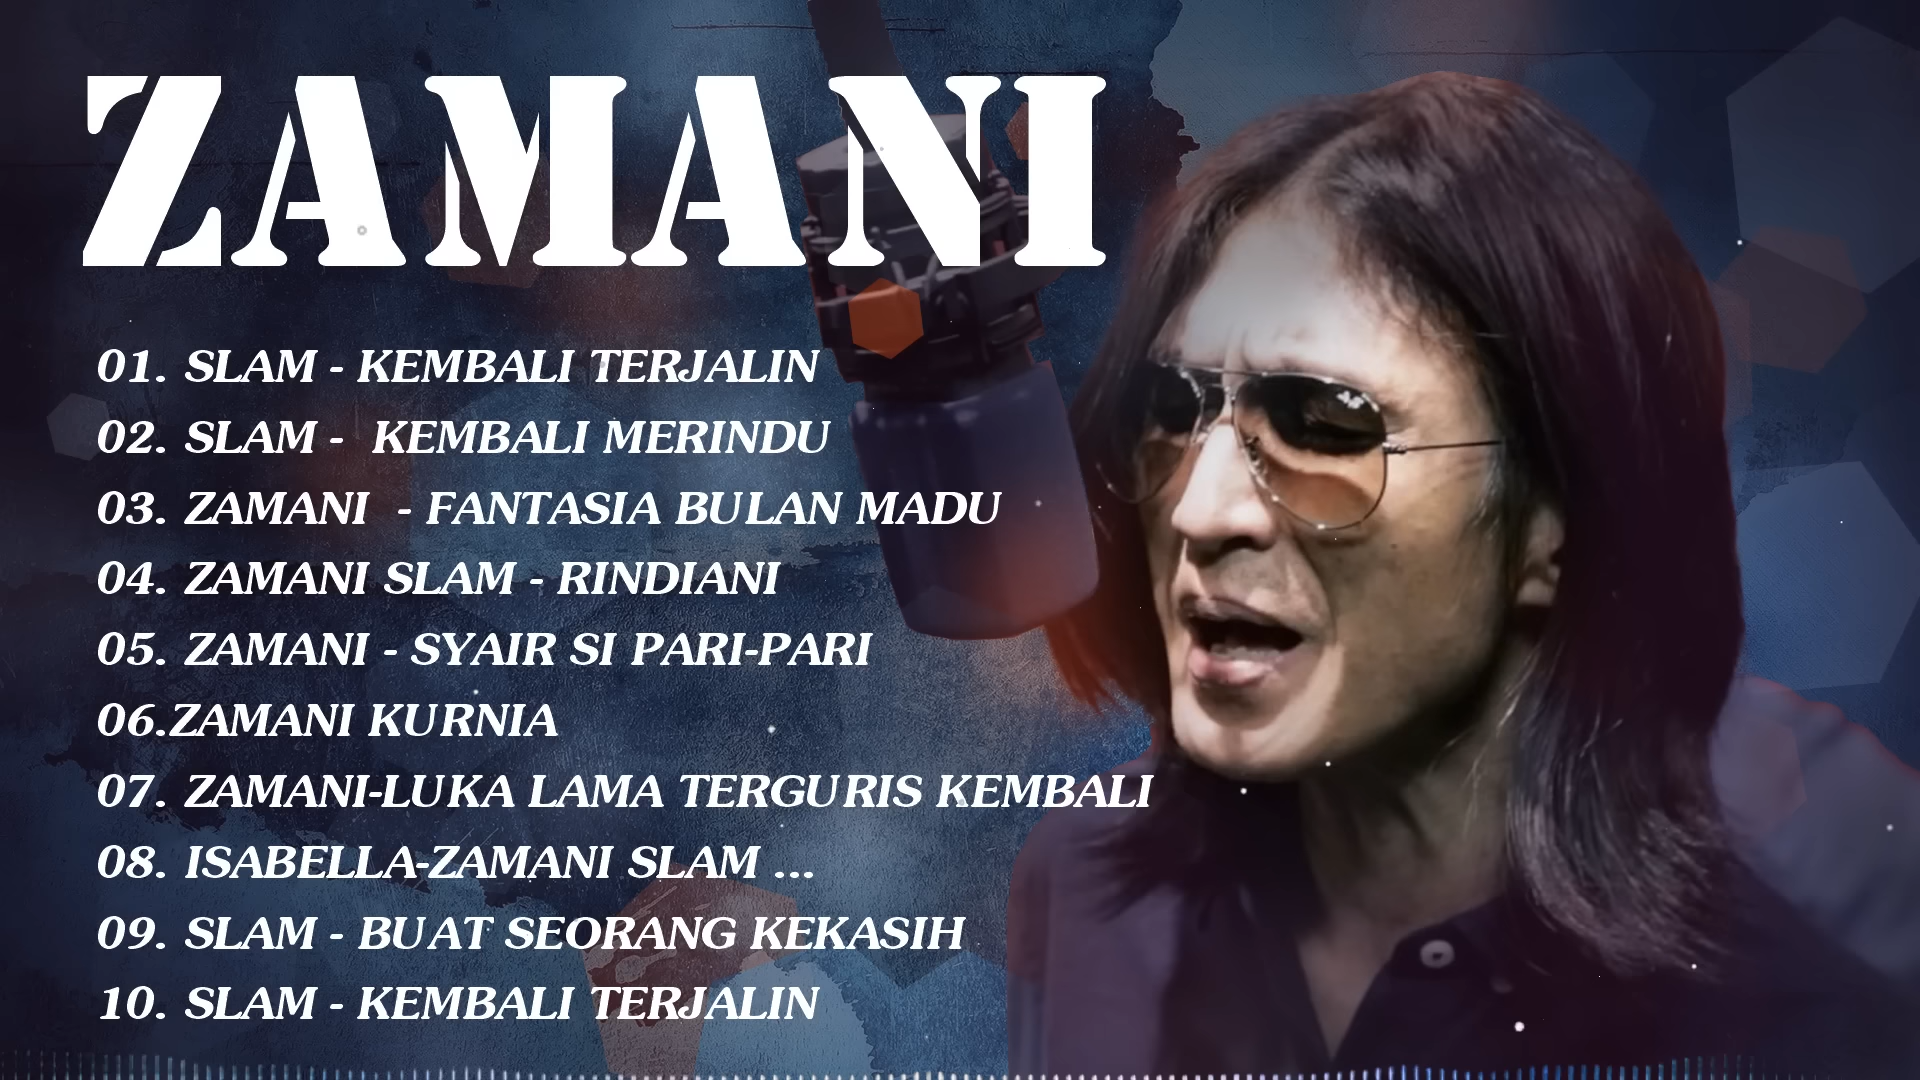 ZAMANI
01. SLAM - KEMBALI TERJALIN
02. SLAM -  KEMBALI MERINDU
03. ZAMANI  - FANTASIA BULAN MADU
04. ZAMANI SLAM - RINDIANI
05. ZAMANI - SYAIR SI PARI-PARI
06.ZAMANI KURNIA
07. ZAMANI-LUKA LAMA TERGURIS KEMBALI
08. ISABELLA-ZAMANI SLAM ...
09. SLAM - BUAT SEORANG KEKASIH
10. SLAM - KEMBALI TERJALIN